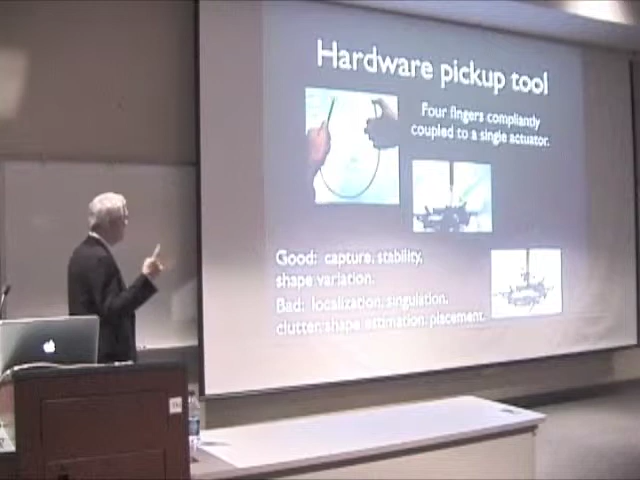 Hardware pickup tool
Four fingers compliantly
coupled to a single actuator.
Good: capture, stability,
shape variation.
Bad: localization, singulation,
clutter, shape estimation, placement.